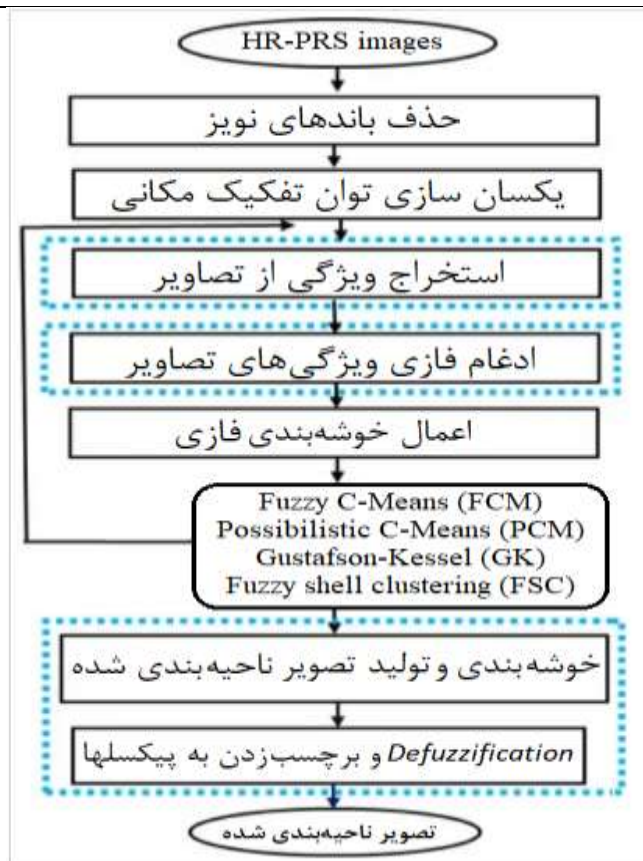 HR-PRS images
حذف باندهای نویز
یکسان سازی توان تفکیک مکانی
استخراج ویژگی از تصاویر
ادغام فازی ویژگی‌های تصاویر
اعمال خوشه‌بندی فازی
Fuzzy C-Means (FCM)
Possibilistic C-Means (PCM)
Gustafson-Kessel (GK)
Fuzzy shell clustering (FSC)
خوشه‌بندی و تولید تصویر ناحیه‌بندی شده
Defuzzification و برچسب‌زدن به پیکسلها
تصویر ناحیه‌بندی شده